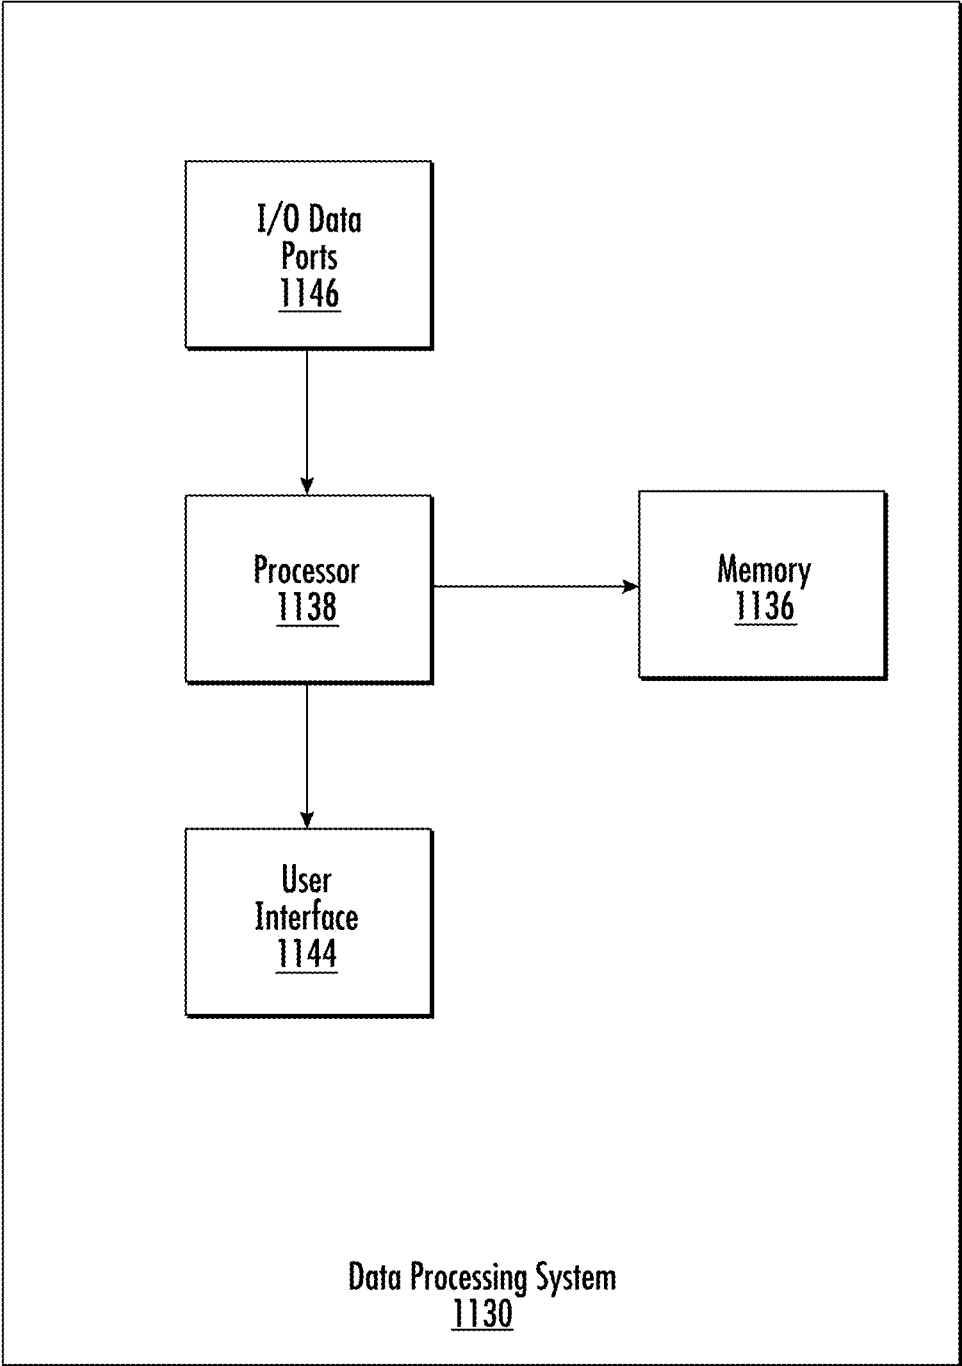 I/O Data
Ports
1146
Processor
1138
Memory
1136
User
Interface
1144
Data Processing System
1130